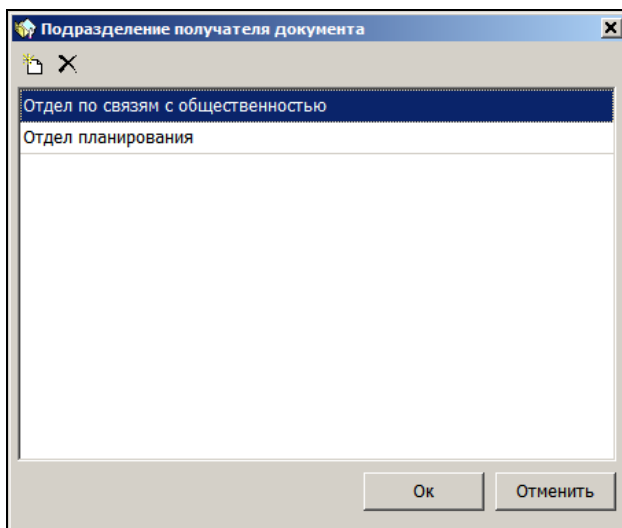 Подразделение получателя документа
Отдел по связям с общественностью
Отдел планирования
Ок
Отменить